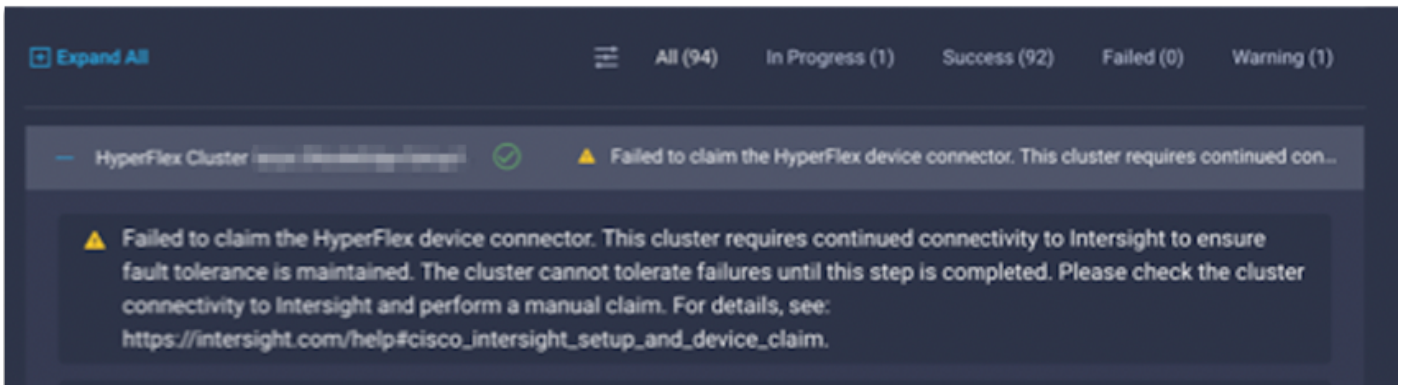 Expand All All (94) In Progress (1) Success (92) Failed (0) Warning (1)
HyperFlex Cluster Failed to claim the HyperFlex device connector. This cluster requires continued con...
Failed to claim the HyperFlex device connector. This cluster requires continued connectivity to Intersight to ensure
fault tolerance is maintained. The cluster cannot tolerate failures until this step is completed. Please check the cluster
connectivity to Intersight and perform a manual claim. For details, see:
https://intersight.com/help#cisco_intersight_setup_and_device_claim.